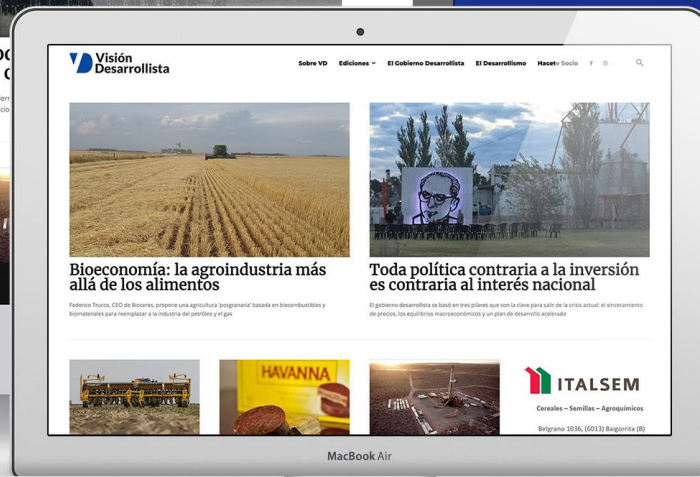 Visión
Desarrollista
Sobre VD Ediciones El Gobierno Desarrollista El Desarrollismo Hacete Socio
Bioeconomía: la agroindustria más
allá de los alimentos
Federico Trucco, CEO de Bioceres, propone una agricultura 'posgranaria' basada en biocombustibles y
biomateriales para reemplazar a la industria del petróleo y el gas
Toda política contraria a la inversión
es contraria al interés nacional
El gobierno desarrollista se basó en tres pilares que son la clave para salir de la crisis actual: el sinceramiento
de precios, los equilibrios macroeconómicos y un plan de desarrollo acelerado
HAVANNA
ITALSEM
Cereales – Semillas – Agroquímicos
Belgrano 1036, (6013) Baigorrita (B)
MacBook Air